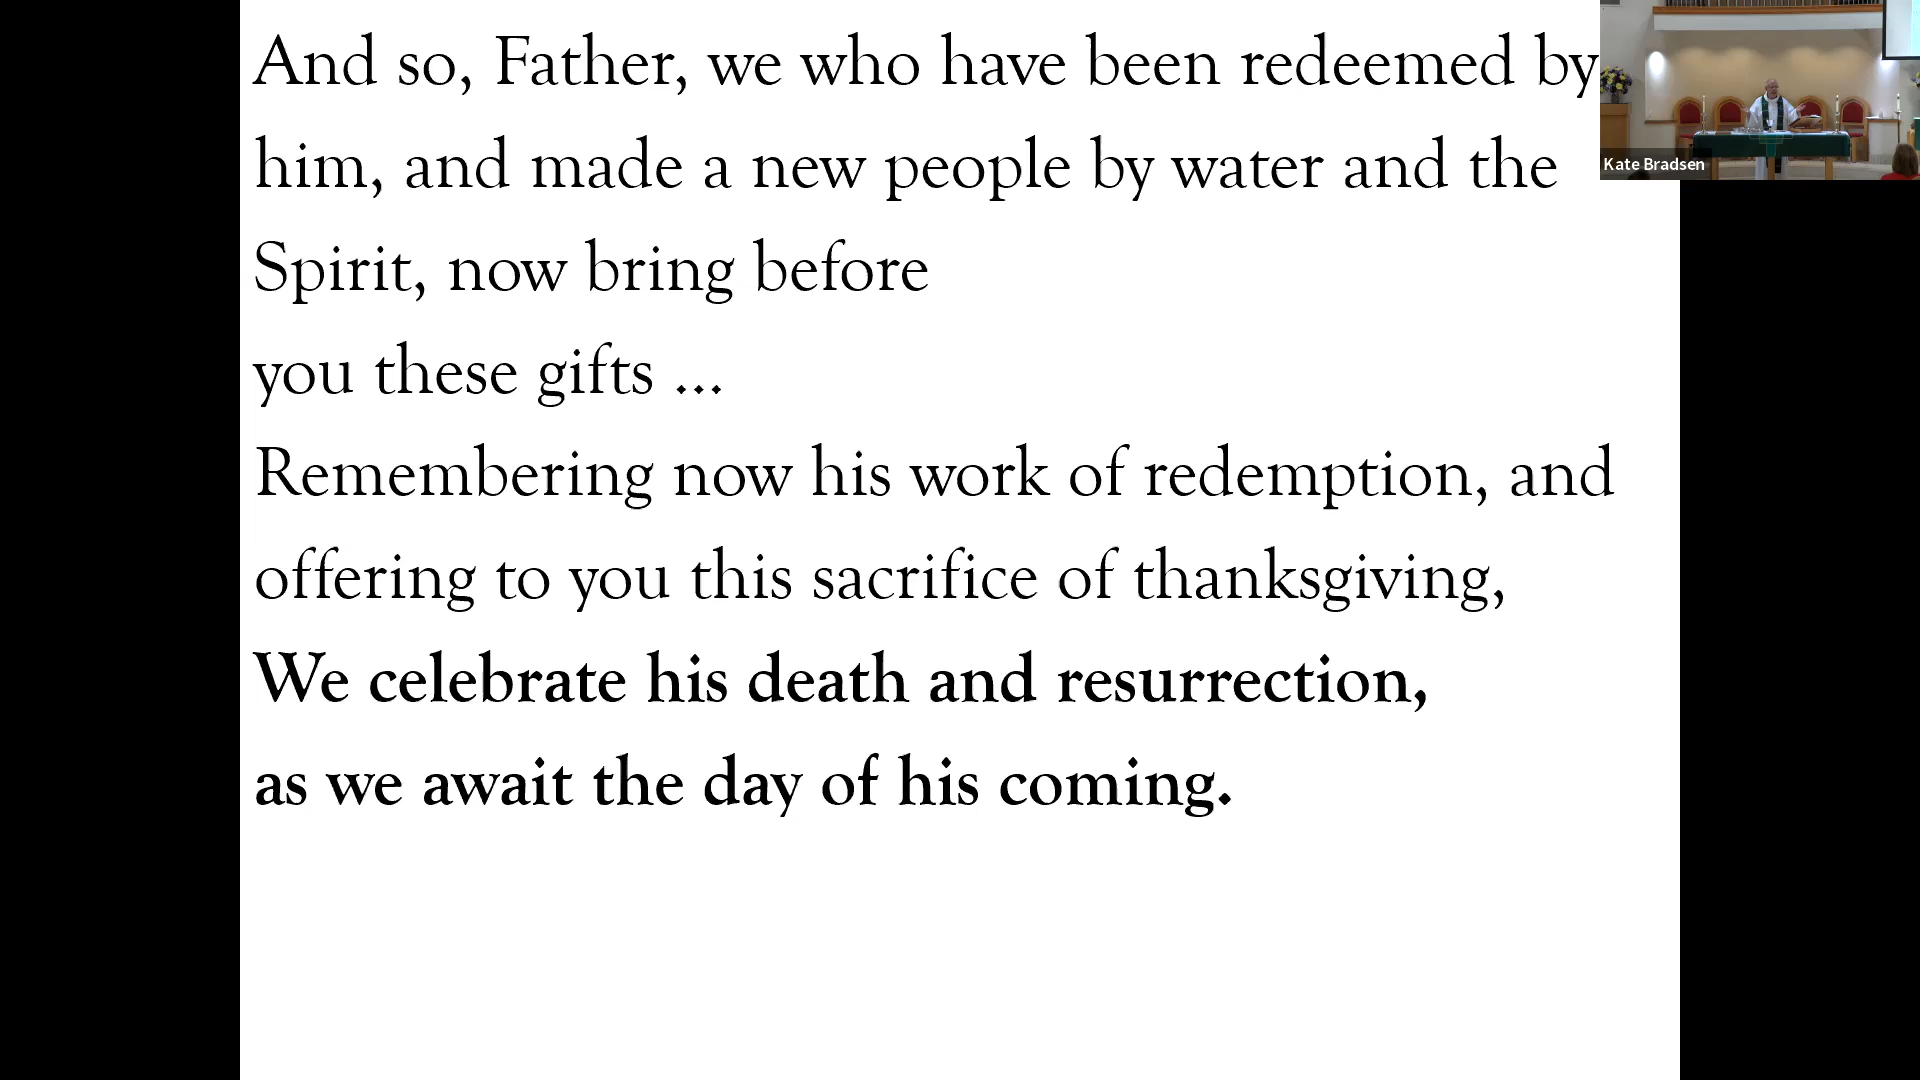 And so, Father, we who have been redeemed by
him, and made a new people by water and the
Spirit, now bring before
you these gifts ...
Remembering now his work of redemption, and
offering to you this sacrifice of thanksgiving,
We celebrate his death and resurrection,
as we await the day of his coming.
Kate Bradsen